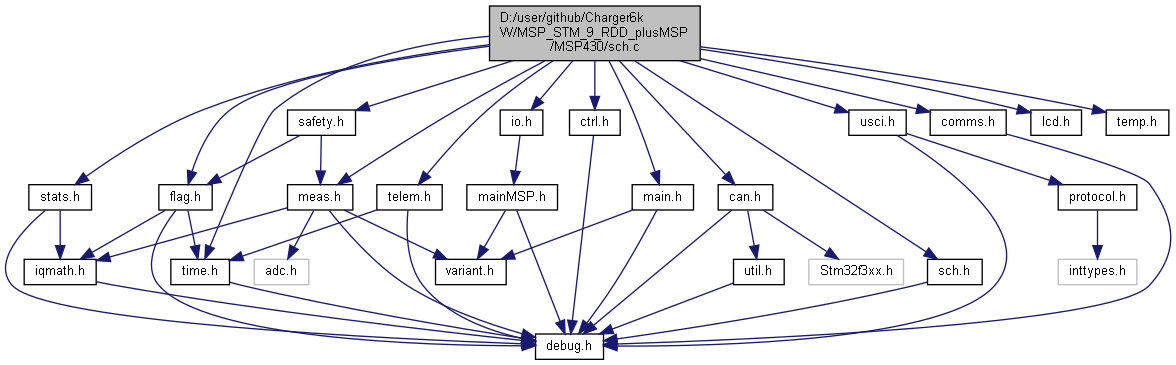 D:/user/github/Charger6k
W/MSP_STM_9_RDD_plusMSP
/MSP430/sch.c
safety.h
io.h
ctrl.h
usci.h
comms.h
lcd.h
temp.h
stats.h
flag.h
meas.h
telem.h
mainMSP.h
main.h
can.h
protocol.h
iqmath.h
time.h
adc.h
variant.h
util.h
Stm32f3xx.h
sch.h
inttypes.h
debug.h